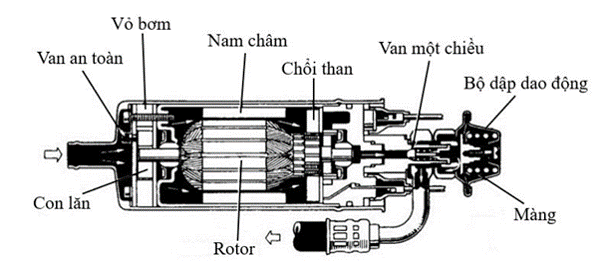 Vỏ bơm
Nam châm
Van một chiều
Van an toàn
Chổi than
Bộ dập dao động
Con lăn
Rotor
Màng